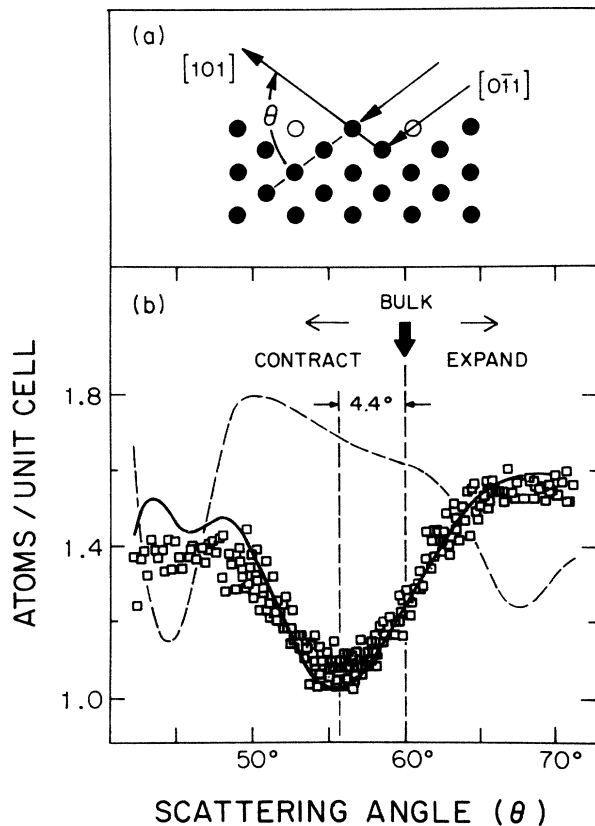 (a)
[101]
[01̄1]
θ
(b)
BULK
CONTRACT EXPAND
4.4°
ATOMS / UNIT CELL
1.8
1.4
1.0
50° 60° 70°
SCATTERING ANGLE (θ)